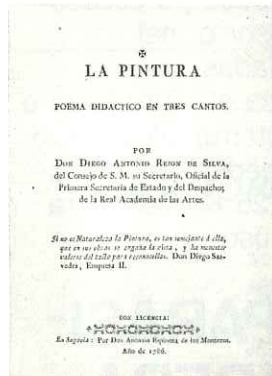 LA PINTURA
POEMA DIDACTICO EN TRES CANTOS.
POR
DON DIEGO ANTONIO REJON DE SILVA,
del Consejo de S. M. su Secretario, Oficial de la
Primera Secretaría de Estado y del Despacho;
de la Real Academia de las Artes.
Si no es Naturaleza la Pintura, es tan semejante á ella,
que en sus obras se engaña la vista, y ha menester
valerse del tacto para reconocellas. Don Diego Saa-
vedra, Empresa II.
CON LICENCIA:
En Segovia: Por Don Antonio Espinosa de los Monteros.
Año de 1786.